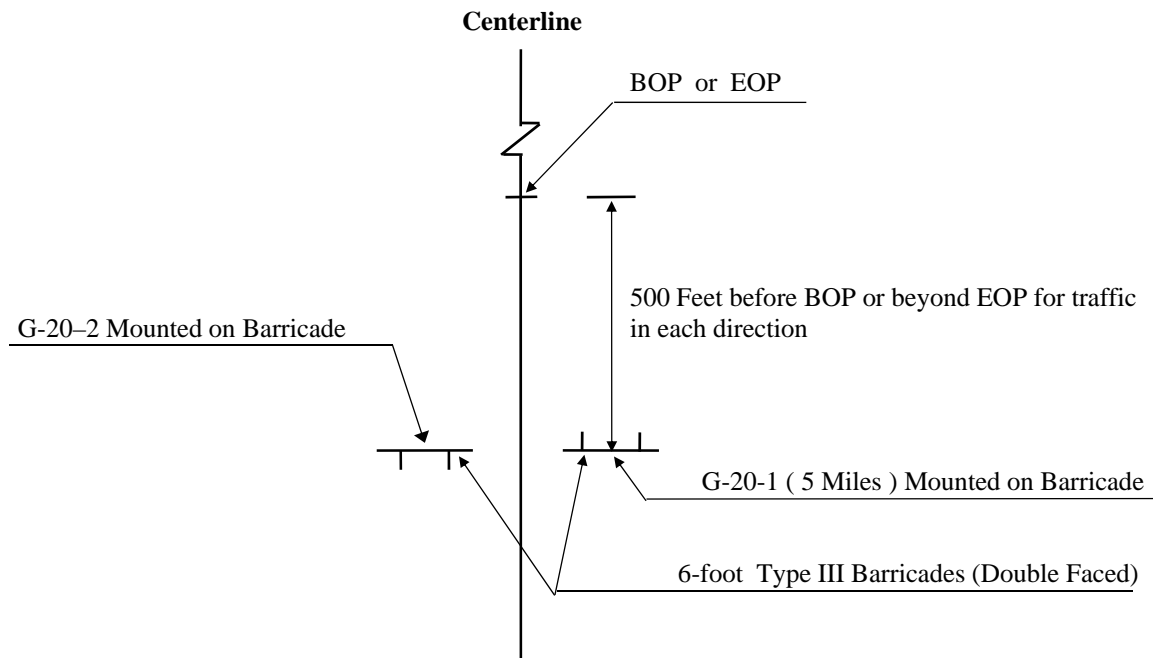 Centerline
BOP or EOP
500 Feet before BOP or beyond EOP for traffic
in each direction
G-20–2 Mounted on Barricade
G-20-1 ( 5 Miles ) Mounted on Barricade
6-foot Type III Barricades (Double Faced)